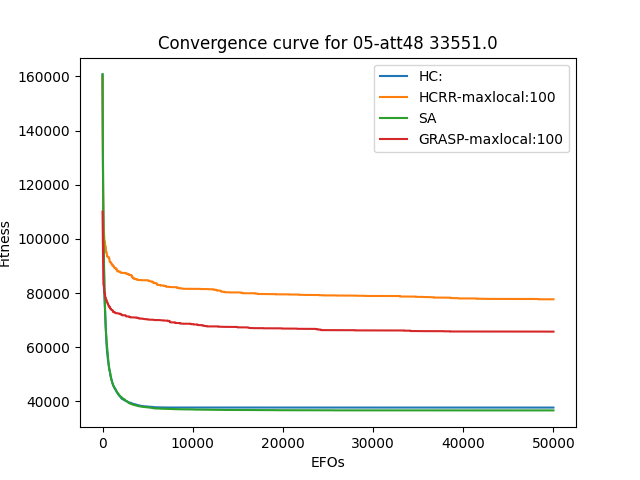 Convergence curve for 05-att48 33551.0
HC:
HCRR-maxlocal:100
SA
GRASP-maxlocal:100
160000
140000
120000
100000
80000
60000
40000
Fitness
0 10000 20000 30000 40000 50000
EFOs